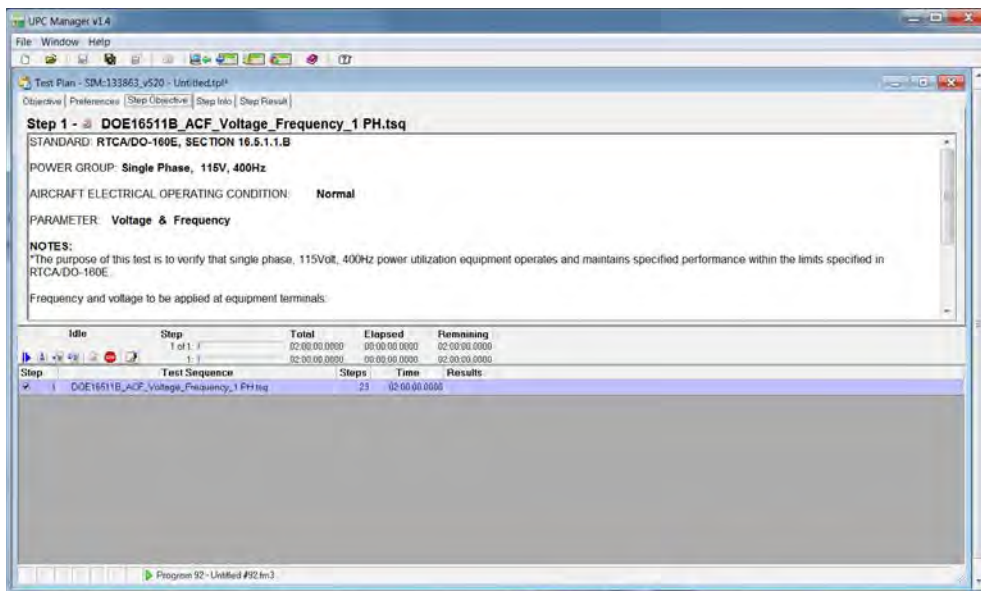 UPC Manager v1.4
File Window Help
Test Plan - SIM:133863_v520 - Untitled.tpl*
Objective Preferences Step Objective Step Info Step Result
Step 1 - DOE16511B_ACF_Voltage_Frequency_1 PH.tsq
STANDARD: RTCA/DO-160E, SECTION 16.5.1.1.B
POWER GROUP: Single Phase, 115V, 400Hz
AIRCRAFT ELECTRICAL OPERATING CONDITION: Normal
PARAMETER: Voltage & Frequency
NOTES:
*The purpose of this test is to verify that single phase, 115Volt, 400Hz power utilization equipment operates and maintains specified performance within the limits specified in
RTCA/DO-160E.
Frequency and voltage to be applied at equipment terminals:
Idle Step Total Elapsed Remaining
1 of 1: / 02:00:00.0000 00:00:00.0000 02:00:00.0000
1: / 02:00:00.0000 00:00:00.0000 02:00:00.0000
Step Test Sequence Steps Time Results
1 DOE16511B_ACF_Voltage_Frequency_1 PH.tsq 23 02:00:00.0000
Program 92 - Untitled #92.fm3